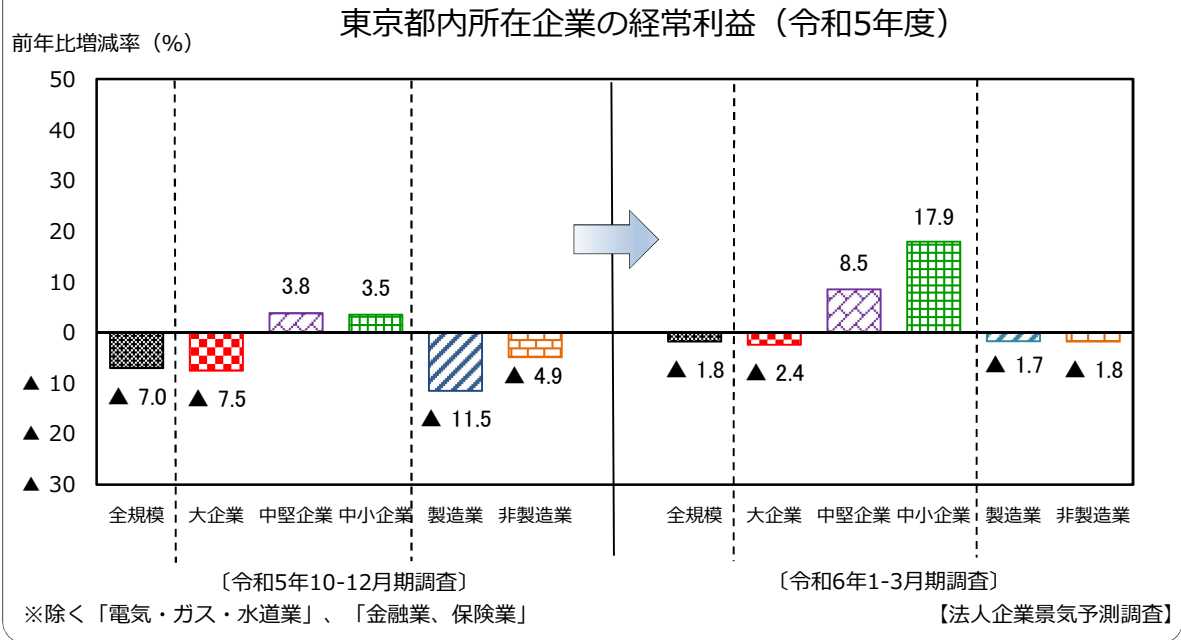 東京都内所在企業の経常利益（令和5年度）
前年比増減率（%）
50
40
30
20
10
0
▲ 10
▲ 20
▲ 30
▲ 7.0
▲ 7.5
3.8
3.5
▲ 11.5
▲ 4.9
▲ 1.8
▲ 2.4
8.5
17.9
▲ 1.7
▲ 1.8
全規模 大企業 中堅企業 中小企業 製造業 非製造業
全規模 大企業 中堅企業 中小企業 製造業 非製造業
〔令和5年10-12月期調査〕
〔令和6年1-3月期調査〕
※除く「電気・ガス・水道業」、「金融業、保険業」
【法人企業景気予測調査】